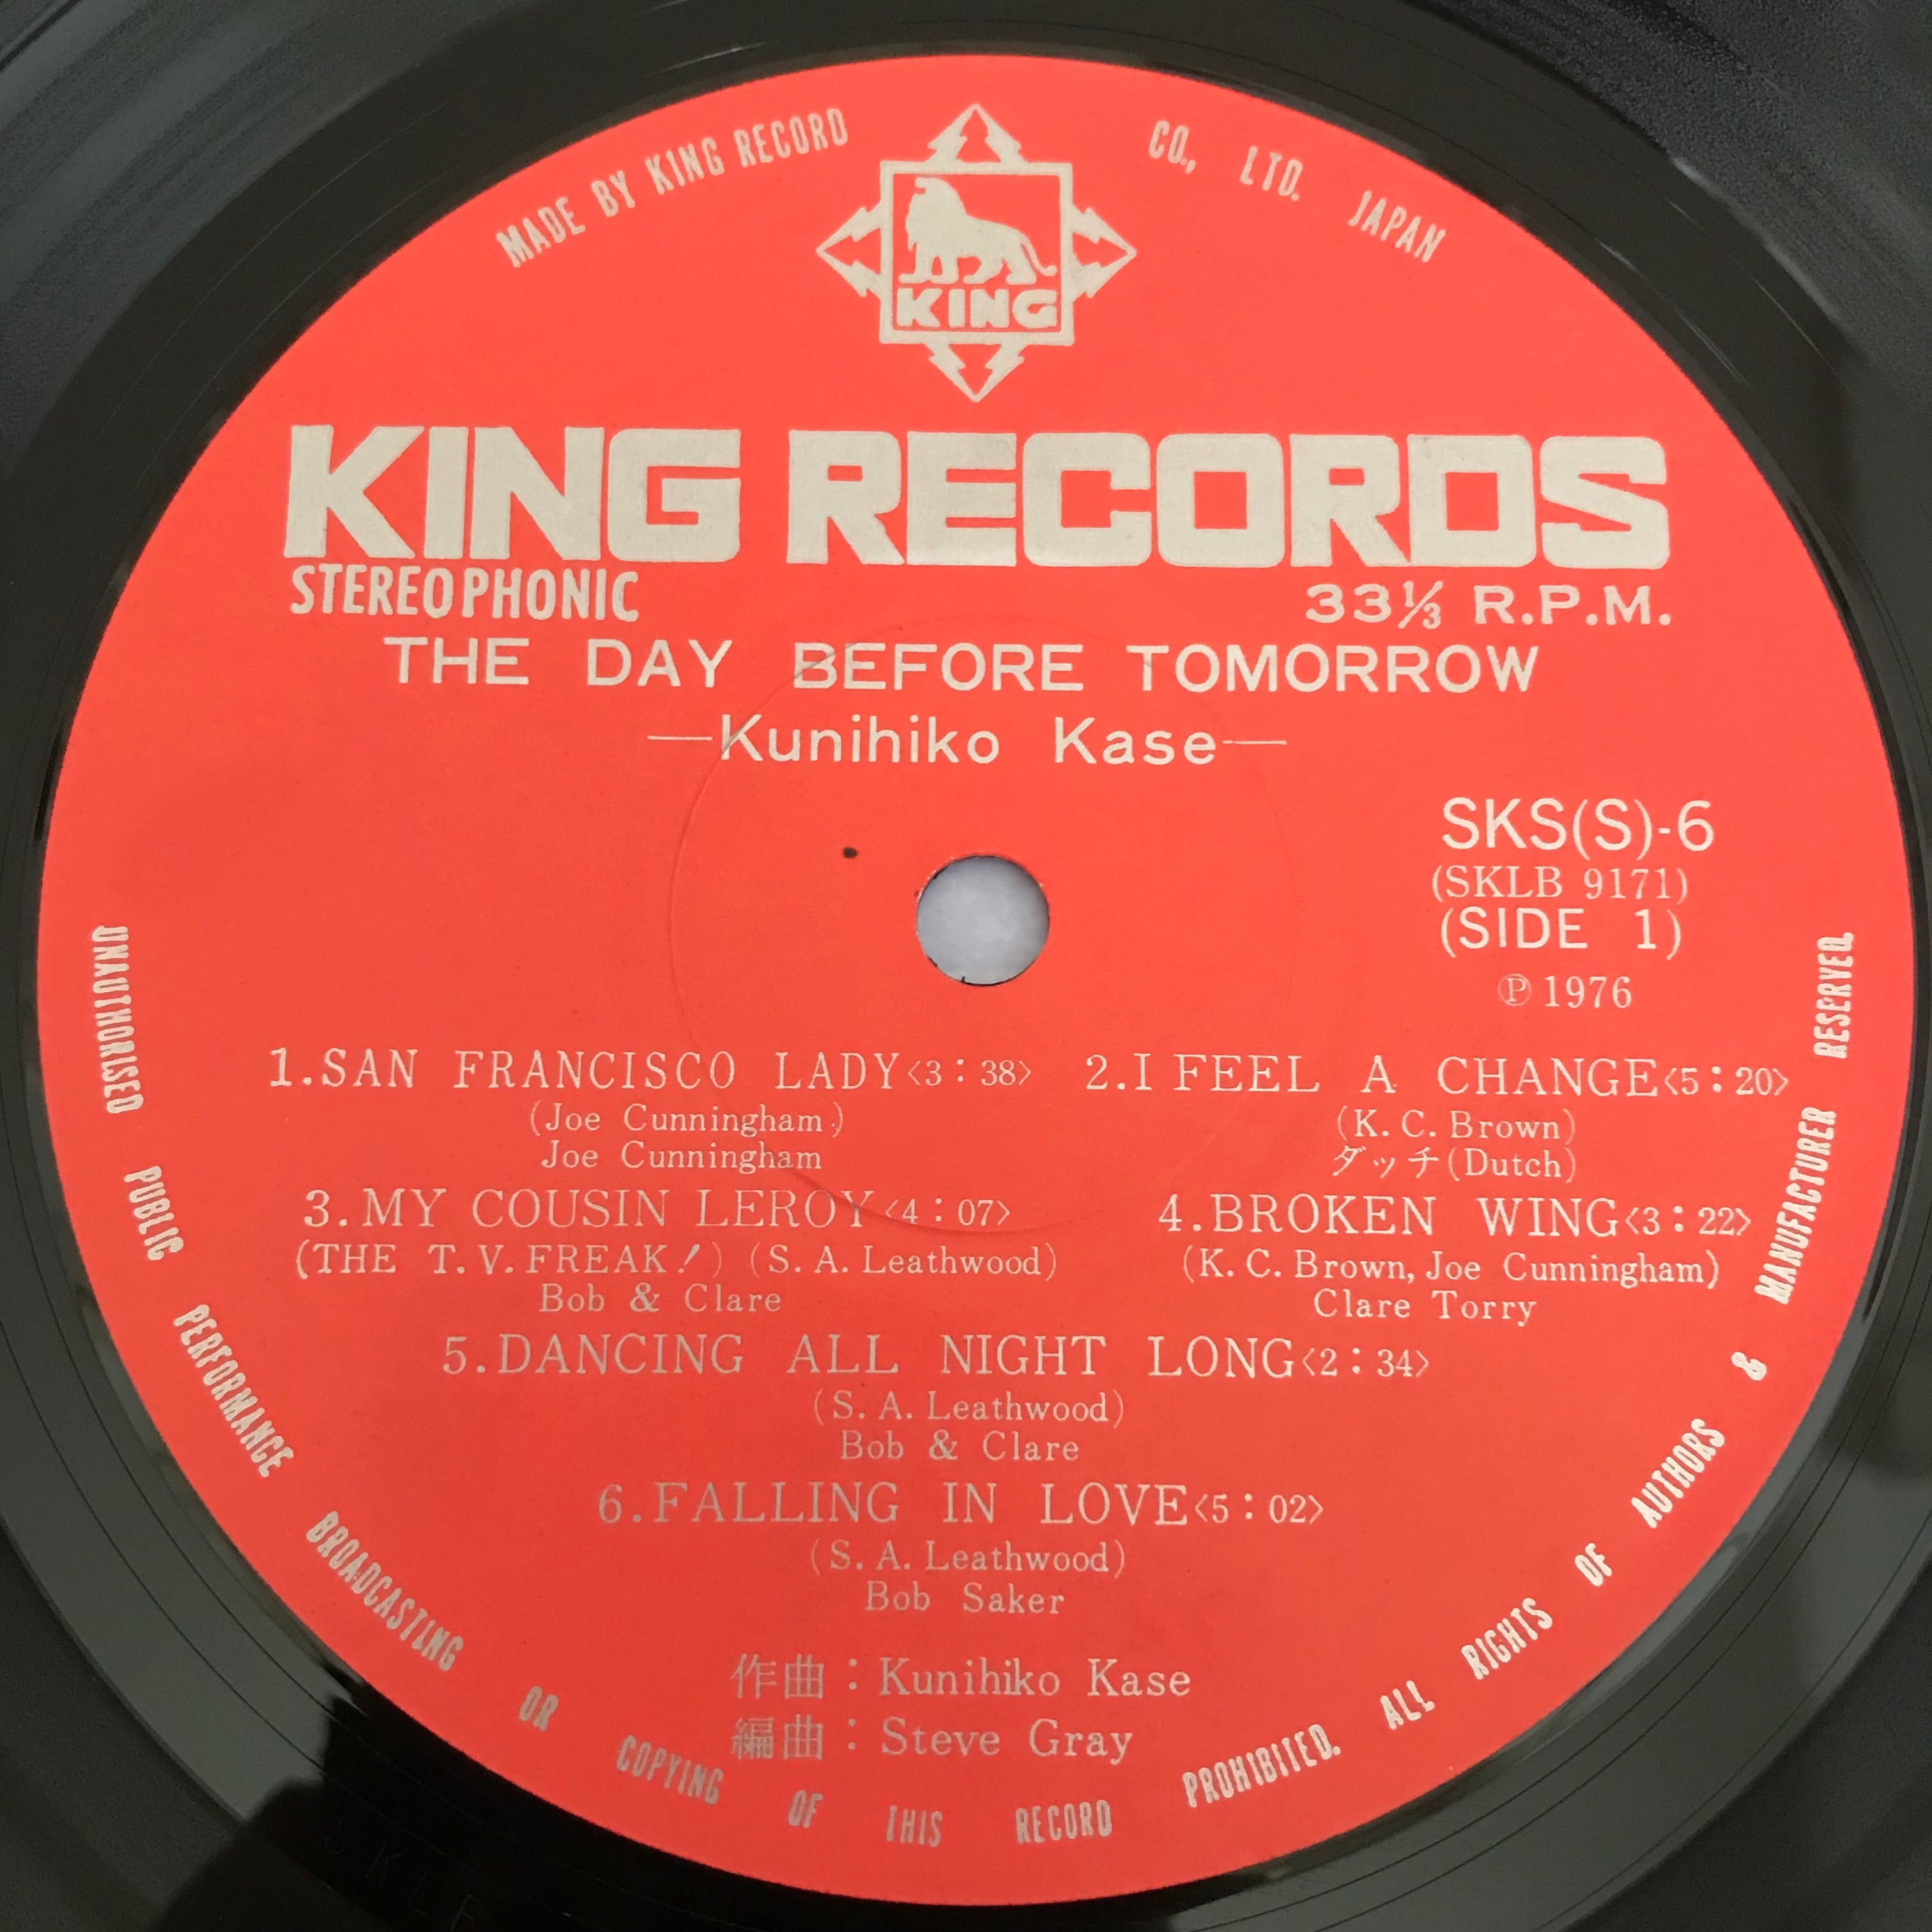 MADE BY KING RECORD CO., LTD. JAPAN
KING
KING RECORDS
STEREOPHONIC
33⅓ R.P.M.
THE DAY BEFORE TOMORROW
—Kunihiko Kase—
SKS(S)-6
(SKLB 9171)
(SIDE 1)
Ⓟ 1976
1.SAN FRANCISCO LADY<3:38>
(Joe Cunningham)
Joe Cunningham
2.I FEEL A CHANGE<5:20>
(K.C.Brown)
ダッチ(Dutch)
3.MY COUSIN LEROY<4:07>
(THE T.V.FREAK!) (S.A.Leathwood)
Bob & Clare
4.BROKEN WING<3:22>
(K.C.Brown, Joe Cunningham)
Clare Torry
5.DANCING ALL NIGHT LONG<2:34>
(S.A.Leathwood)
Bob & Clare
6.FALLING IN LOVE<5:02>
(S.A.Leathwood)
Bob Saker
作曲:Kunihiko Kase
編曲:Steve Gray
UNAUTHORISED PUBLIC PERFORMANCE BROADCASTING OR COPYING OF THIS RECORD PROHIBITED. ALL RIGHTS OF AUTHORS & MANUFACTURER RESERVED.